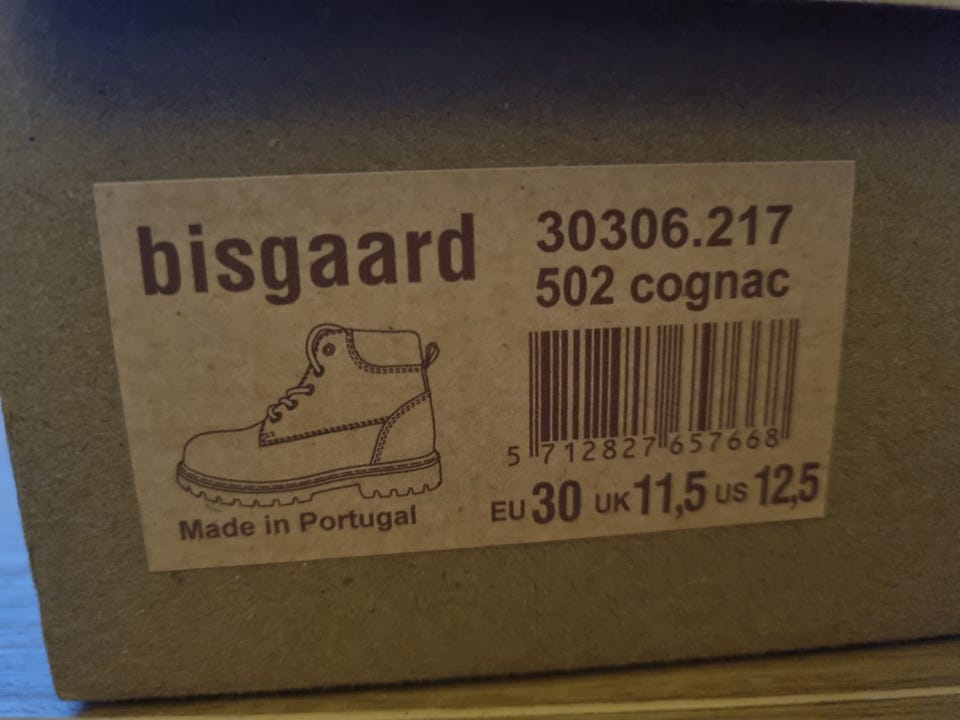 bisgaard
30306.217
502 cognac
5 712827 657668
EU 30 UK 11,5 US 12,5
Made in Portugal